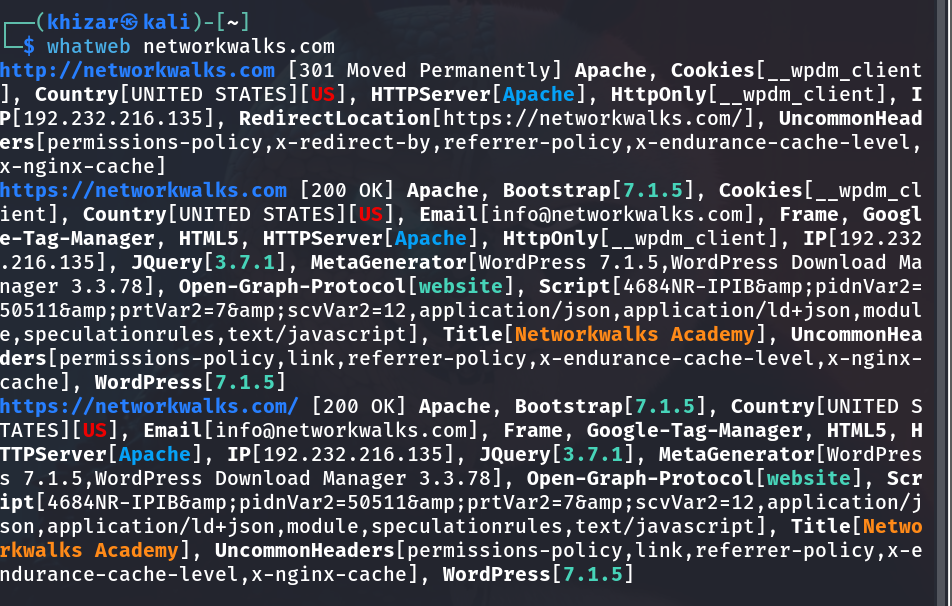 ┌──(khizar㉿kali)-[~]
└─$ whatweb networkwalks.com
http://networkwalks.com [301 Moved Permanently] Apache, Cookies[__wpdm_client
], Country[UNITED STATES][US], HTTPServer[Apache], HttpOnly[__wpdm_client], I
P[192.232.216.135], RedirectLocation[https://networkwalks.com/], UncommonHead
ers[permissions-policy,x-redirect-by,referrer-policy,x-endurance-cache-level,
x-nginx-cache]
https://networkwalks.com [200 OK] Apache, Bootstrap[7.1.5], Cookies[__wpdm_cl
ient], Country[UNITED STATES][US], Email[info@networkwalks.com], Frame, Googl
e-Tag-Manager, HTML5, HTTPServer[Apache], HttpOnly[__wpdm_client], IP[192.232
.216.135], JQuery[3.7.1], MetaGenerator[WordPress 7.1.5,WordPress Download Ma
nager 3.3.78], Open-Graph-Protocol[website], Script[4684NR-IPIB&amp;pidnVar2=
50511&amp;prtVar2=7&amp;scvVar2=12,application/json,application/ld+json,modul
e,speculationrules,text/javascript], Title[Networkwalks Academy], UncommonHea
ders[permissions-policy,link,referrer-policy,x-endurance-cache-level,x-nginx-
cache], WordPress[7.1.5]
https://networkwalks.com/ [200 OK] Apache, Bootstrap[7.1.5], Country[UNITED S
TATES][US], Email[info@networkwalks.com], Frame, Google-Tag-Manager, HTML5, H
TTPServer[Apache], IP[192.232.216.135], JQuery[3.7.1], MetaGenerator[WordPres
s 7.1.5,WordPress Download Manager 3.3.78], Open-Graph-Protocol[website], Scr
ipt[4684NR-IPIB&amp;pidnVar2=50511&amp;prtVar2=7&amp;scvVar2=12,application/j
son,application/ld+json,module,speculationrules,text/javascript], Title[Netwo
rkwalks Academy], UncommonHeaders[permissions-policy,link,referrer-policy,x-e
ndurance-cache-level,x-nginx-cache], WordPress[7.1.5]